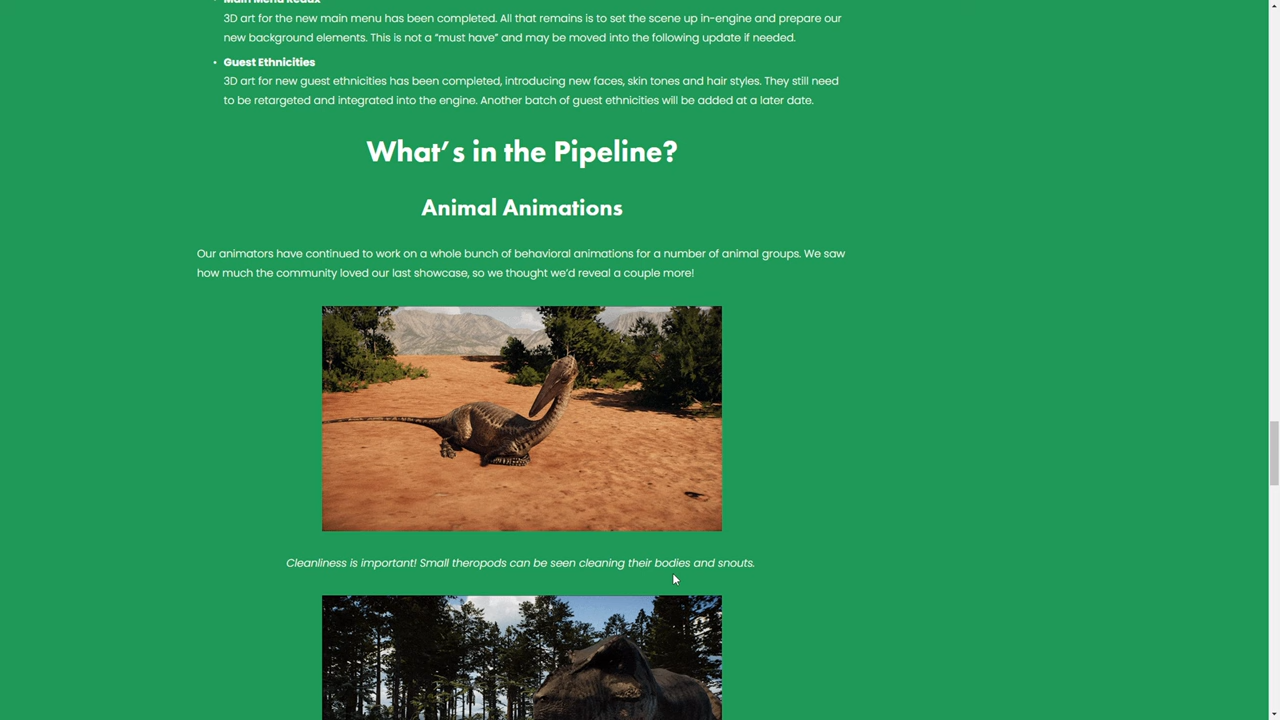 Main Menu Redux
3D art for the new main menu has been completed. All that remains is to set the scene up in-engine and prepare our
new background elements. This is not a “must have” and may be moved into the following update if needed.
• Guest Ethnicities
3D art for new guest ethnicities has been completed, introducing new faces, skin tones and hair styles. They still need
to be retargeted and integrated into the engine. Another batch of guest ethnicities will be added at a later date.
What’s in the Pipeline?
Animal Animations
Our animators have continued to work on a whole bunch of behavioral animations for a number of animal groups. We saw
how much the community loved our last showcase, so we thought we’d reveal a couple more!
Cleanliness is important! Small theropods can be seen cleaning their bodies and snouts.